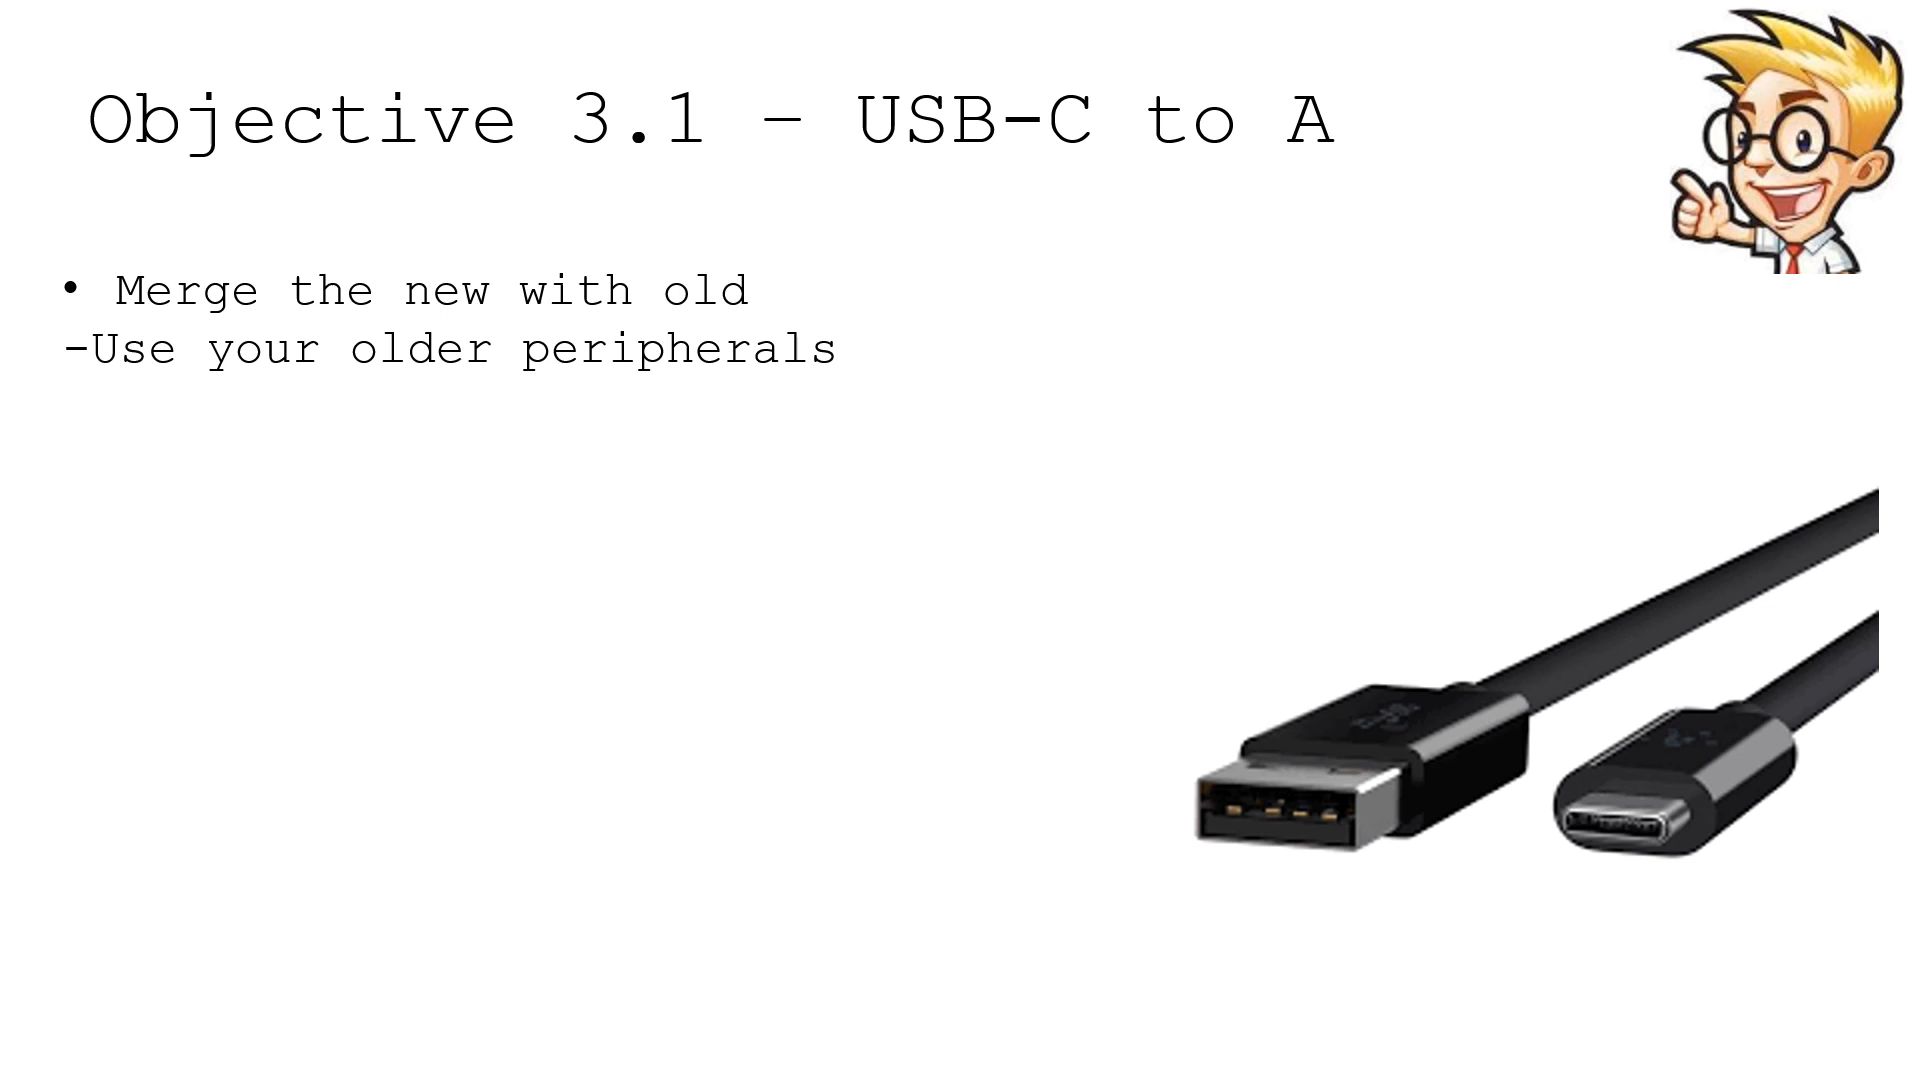 Objective 3.1 – USB-C to A
• Merge the new with old
-Use your older peripherals